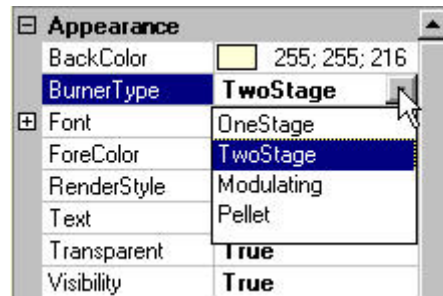 Appearance
BackColor 255; 255; 216
BurnerType TwoStage
Font OneStage
ForeColor TwoStage
RenderStyle Modulating
Text Pellet
Transparent True
Visibility True